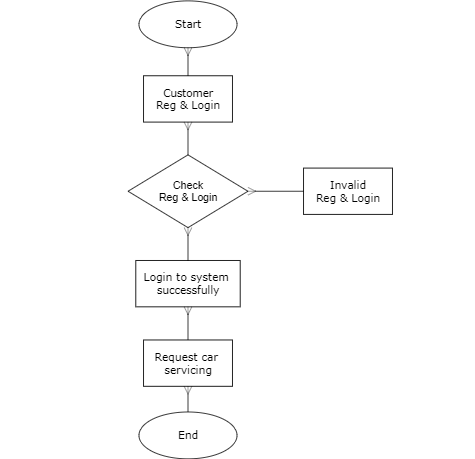 Start
Customer
Reg & Login
Check
Reg & Login
Invalid
Reg & Login
Login to system
successfully
Request car
servicing
End